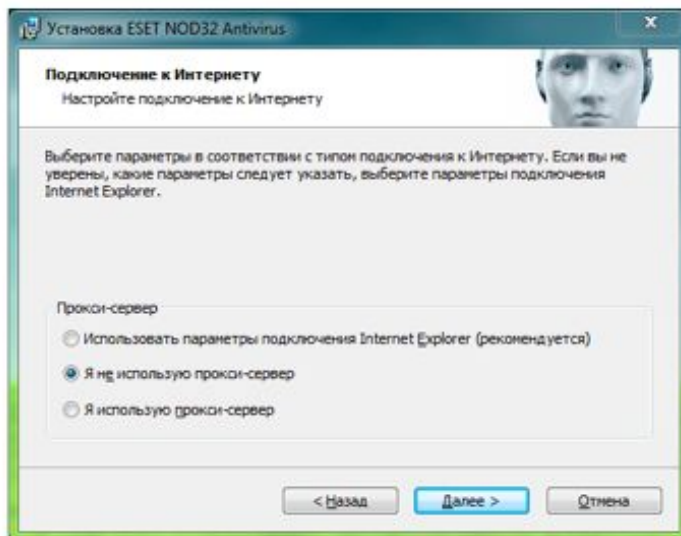 Установка ESET NOD32 Antivirus
Подключение к Интернету
Настройте подключение к Интернету
Выберите параметры в соответствии с типом подключения к Интернету. Если вы не
уверены, какие параметры следует указать, выберите параметры подключения
Internet Explorer.
Прокси-сервер
Использовать параметры подключения Internet Explorer (рекомендуется)
Я не использую прокси-сервер
Я использую прокси-сервер
< Назад Далее > Отмена